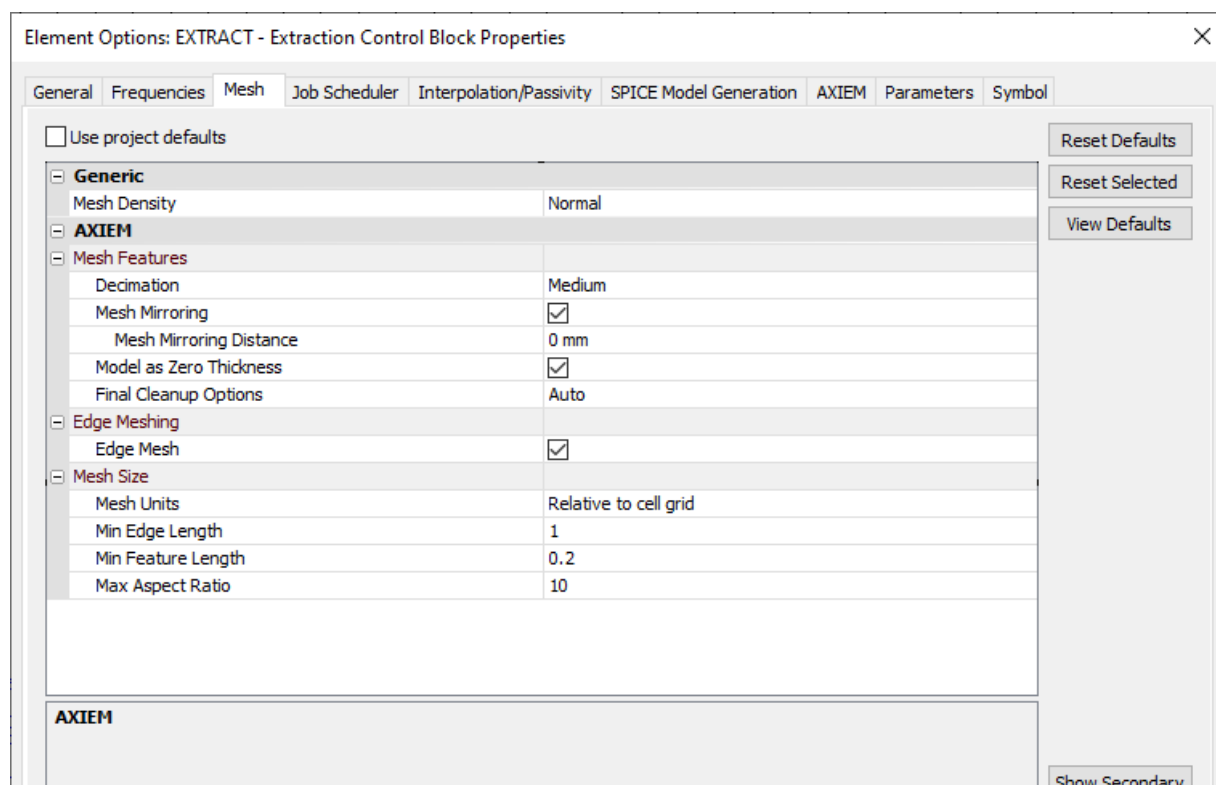 Element Options: EXTRACT - Extraction Control Block Properties
General Frequencies Mesh Job Scheduler Interpolation/Passivity SPICE Model Generation AXIEM Parameters Symbol
Use project defaults
Reset Defaults
Generic
Reset Selected
Mesh Density Normal
View Defaults
AXIEM
Mesh Features
Decimation Medium
Mesh Mirroring
Mesh Mirroring Distance 0 mm
Model as Zero Thickness
Final Cleanup Options Auto
Edge Meshing
Edge Mesh
Mesh Size
Mesh Units Relative to cell grid
Min Edge Length 1
Min Feature Length 0.2
Max Aspect Ratio 10
AXIEM
Show Secondary